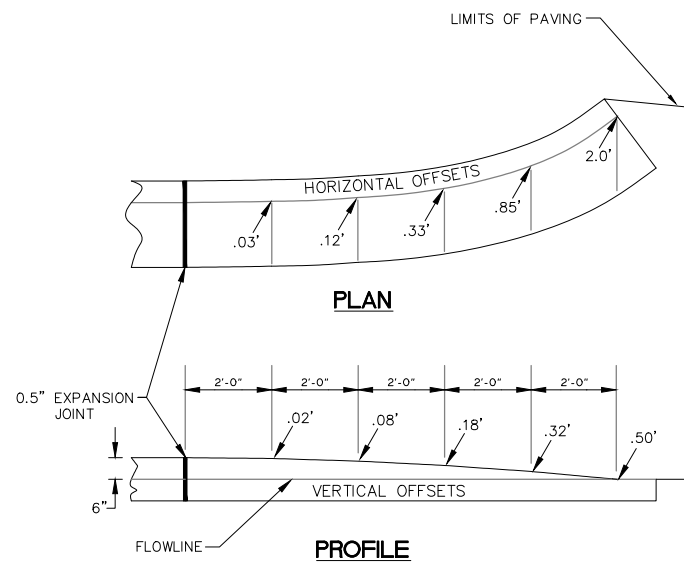 LIMITS OF PAVING
HORIZONTAL OFFSETS
.03'
.12'
.33'
.85'
2.0'
PLAN
2'-0"
2'-0"
2'-0"
2'-0"
2'-0"
0.5" EXPANSION
JOINT
.02'
.08'
.18'
.32'
.50'
6"
VERTICAL OFFSETS
FLOWLINE
PROFILE